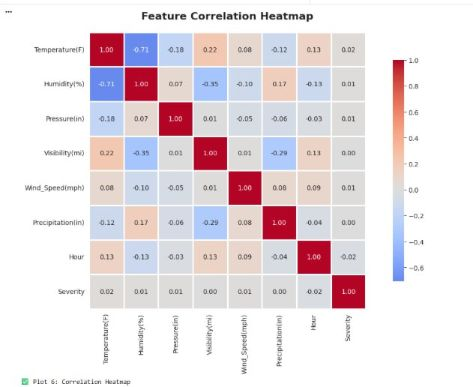 Feature Correlation Heatmap
Temperature(F) 1.00 -0.71 -0.18 0.22 0.08 -0.12 0.13 0.02
Humidity(%) -0.71 1.00 0.07 -0.35 -0.10 0.17 -0.13 0.01
Pressure(in) -0.18 0.07 1.00 0.01 -0.05 -0.06 -0.03 0.01
Visibility(mi) 0.22 -0.35 0.01 1.00 0.01 -0.29 0.13 0.00
Wind_Speed(mph) 0.08 -0.10 -0.05 0.01 1.00 0.08 0.09 0.01
Precipitation(in) -0.12 0.17 -0.06 -0.29 0.08 1.00 -0.04 0.00
Hour 0.13 -0.13 -0.03 0.13 0.09 -0.04 1.00 -0.02
Severity 0.02 0.01 0.01 0.00 0.01 0.00 -0.02 1.00
Temperature(F) Humidity(%) Pressure(in) Visibility(mi) Wind_Speed(mph) Precipitation(in) Hour Severity
1.0
0.8
0.6
0.4
0.2
0.0
-0.2
-0.4
-0.6
✅ Plot 6: Correlation Heatmap